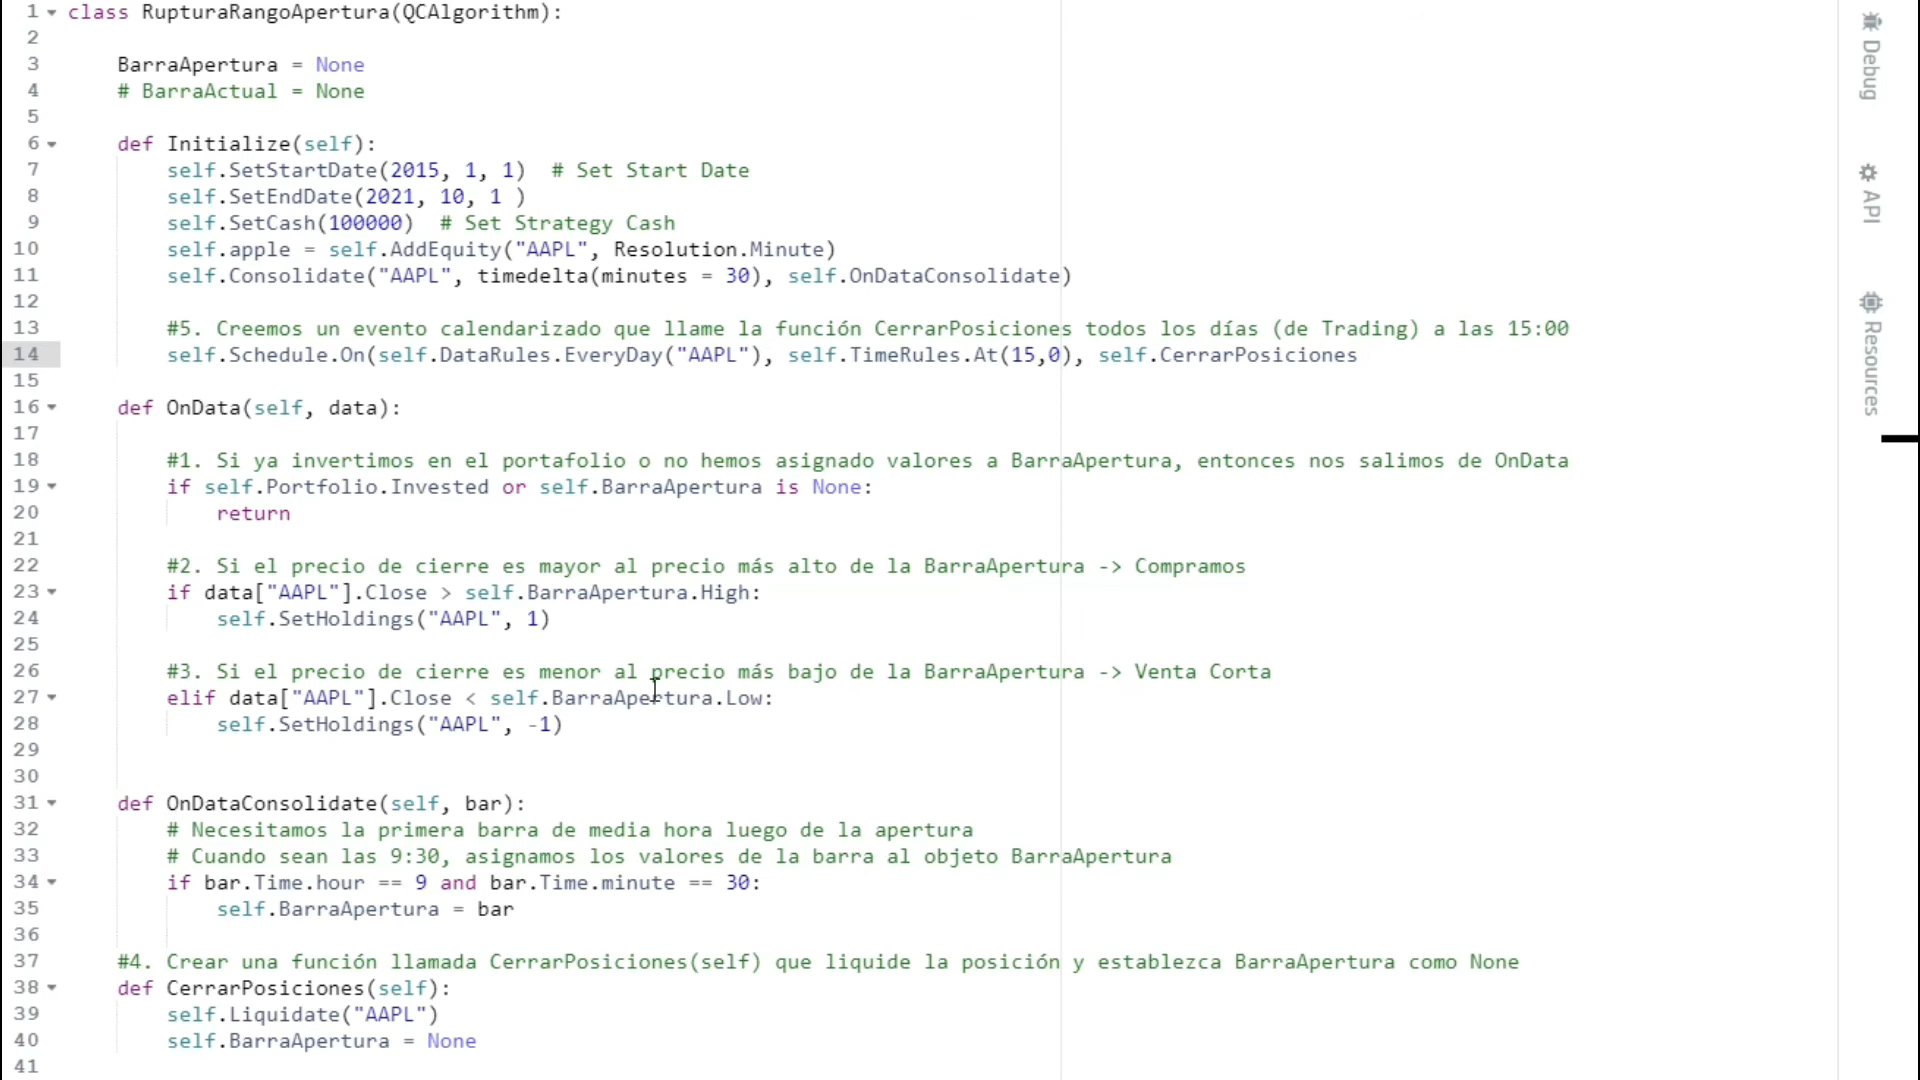 1 class RupturaRangoApertura(QCAlgorithm):
2
3 BarraApertura = None
4 # BarraActual = None
5
6 def Initialize(self):
7 self.SetStartDate(2015, 1, 1)  # Set Start Date
8 self.SetEndDate(2021, 10, 1 )
9 self.SetCash(100000)  # Set Strategy Cash
10 self.apple = self.AddEquity("AAPL", Resolution.Minute)
11 self.Consolidate("AAPL", timedelta(minutes = 30), self.OnDataConsolidate)
12
13 #5. Creemos un evento calendarizado que llame la función CerrarPosiciones todos los días (de Trading) a las 15:00
14 self.Schedule.On(self.DataRules.EveryDay("AAPL"), self.TimeRules.At(15,0), self.CerrarPosiciones
15
16 def OnData(self, data):
17
18 #1. Si ya invertimos en el portafolio o no hemos asignado valores a BarraApertura, entonces nos salimos de OnData
19 if self.Portfolio.Invested or self.BarraApertura is None:
20 return
21
22 #2. Si el precio de cierre es mayor al precio más alto de la BarraApertura -> Compramos
23 if data["AAPL"].Close > self.BarraApertura.High:
24 self.SetHoldings("AAPL", 1)
25
26 #3. Si el precio de cierre es menor al precio más bajo de la BarraApertura -> Venta Corta
27 elif data["AAPL"].Close < self.BarraApertura.Low:
28 self.SetHoldings("AAPL", -1)
29
30
31 def OnDataConsolidate(self, bar):
32 # Necesitamos la primera barra de media hora luego de la apertura
33 # Cuando sean las 9:30, asignamos los valores de la barra al objeto BarraApertura
34 if bar.Time.hour == 9 and bar.Time.minute == 30:
35 self.BarraApertura = bar
36
37 #4. Crear una función llamada CerrarPosiciones(self) que liquide la posición y establezca BarraApertura como None
38 def CerrarPosiciones(self):
39 self.Liquidate("AAPL")
40 self.BarraApertura = None
41
Debug
API
Resources